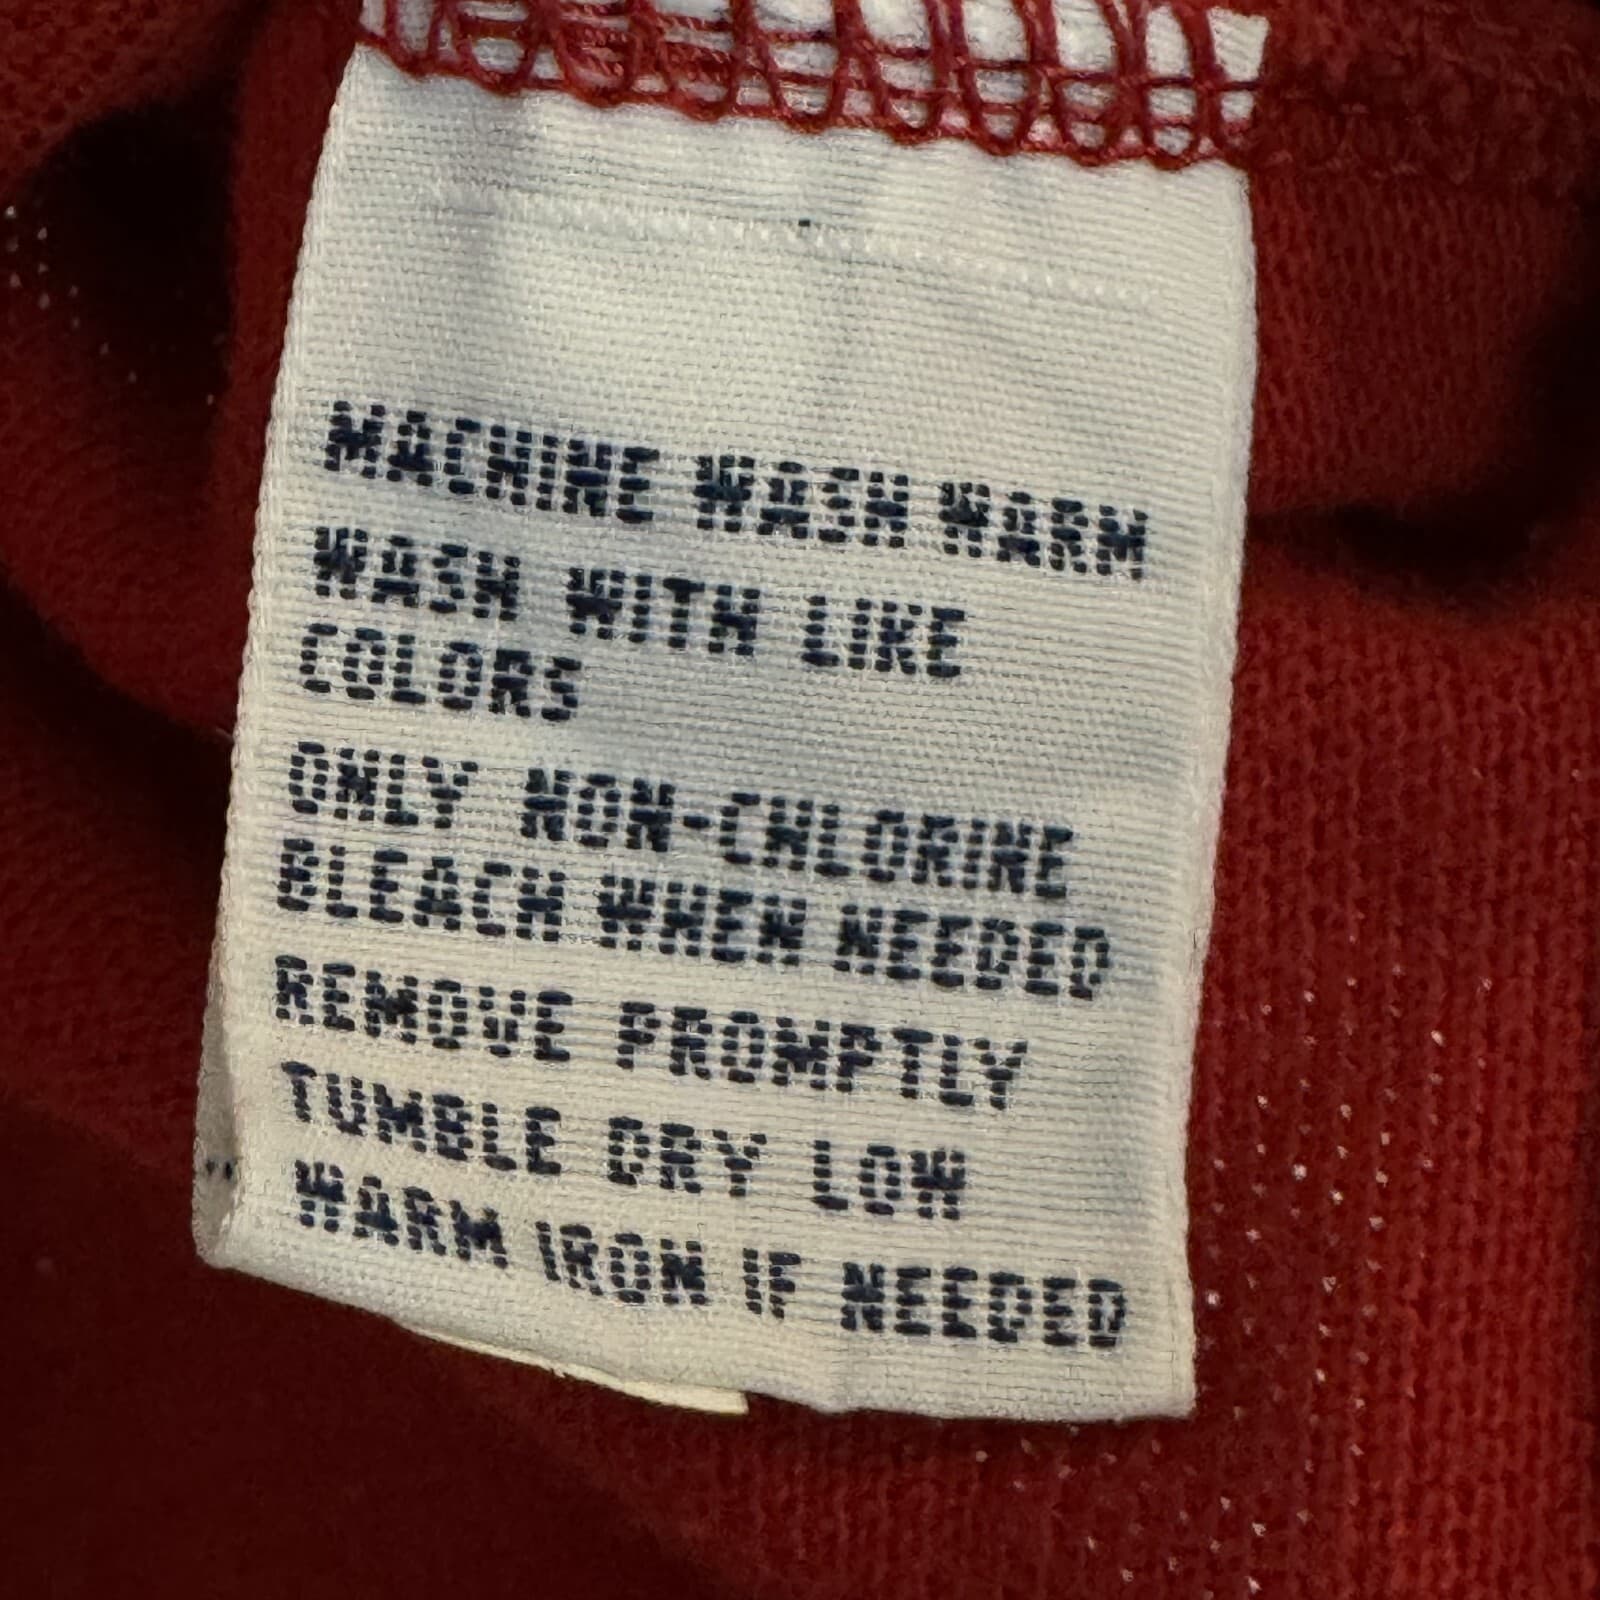 MACHINE WASH WARM
WASH WITH LIKE
COLORS
ONLY NON-CHLORINE
BLEACH WHEN NEEDED
REMOVE PROMPTLY
TUMBLE DRY LOW
WARM IRON IF NEEDED